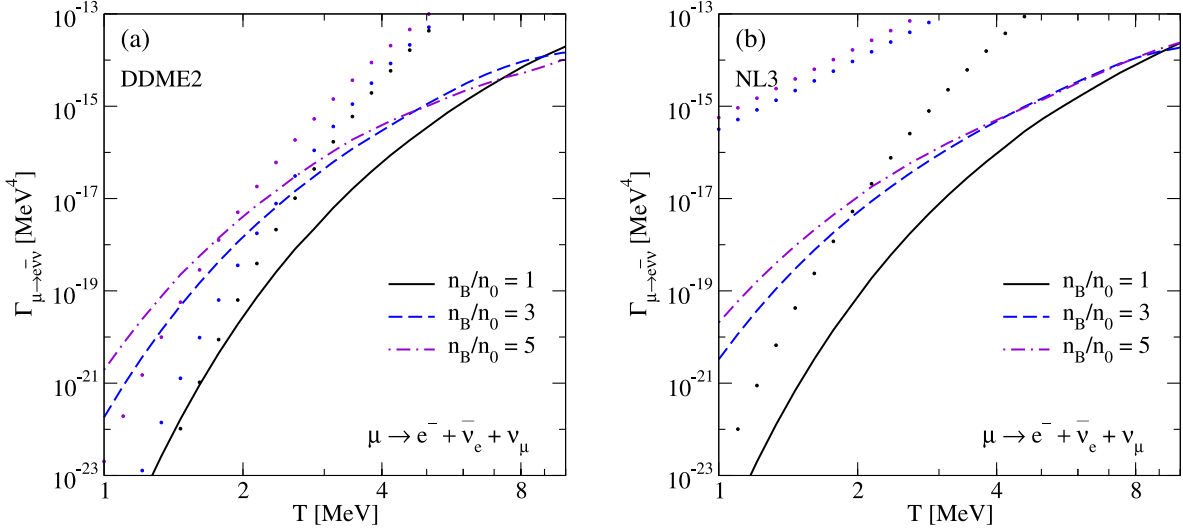 (a)
DDME2
10^-13
10^-15
10^-17
10^-19
10^-21
10^-23
Γ_μ→eν̄ν [MeV^4]
n_B/n_0 = 1
n_B/n_0 = 3
n_B/n_0 = 5
μ → e^- + ν̄_e + ν_μ
1 2 4 8
T [MeV]
(b)
NL3
10^-13
10^-15
10^-17
10^-19
10^-21
10^-23
Γ_μ→eν̄ν [MeV^4]
n_B/n_0 = 1
n_B/n_0 = 3
n_B/n_0 = 5
μ → e^- + ν̄_e + ν_μ
1 2 4 8
T [MeV]